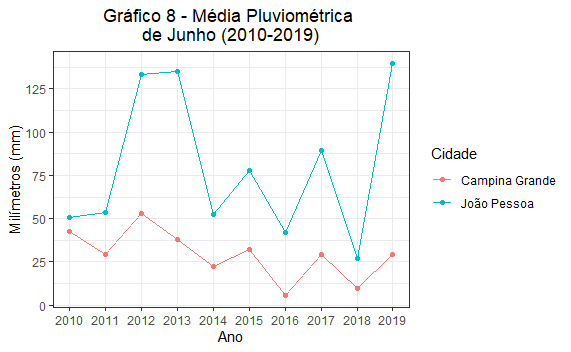 Gráfico 8 - Média Pluviométrica
de Junho (2010-2019)
Milímetros (mm)
125
100
75
50
25
0
2010 2011 2012 2013 2014 2015 2016 2017 2018 2019
Ano
Cidade
Campina Grande
João Pessoa